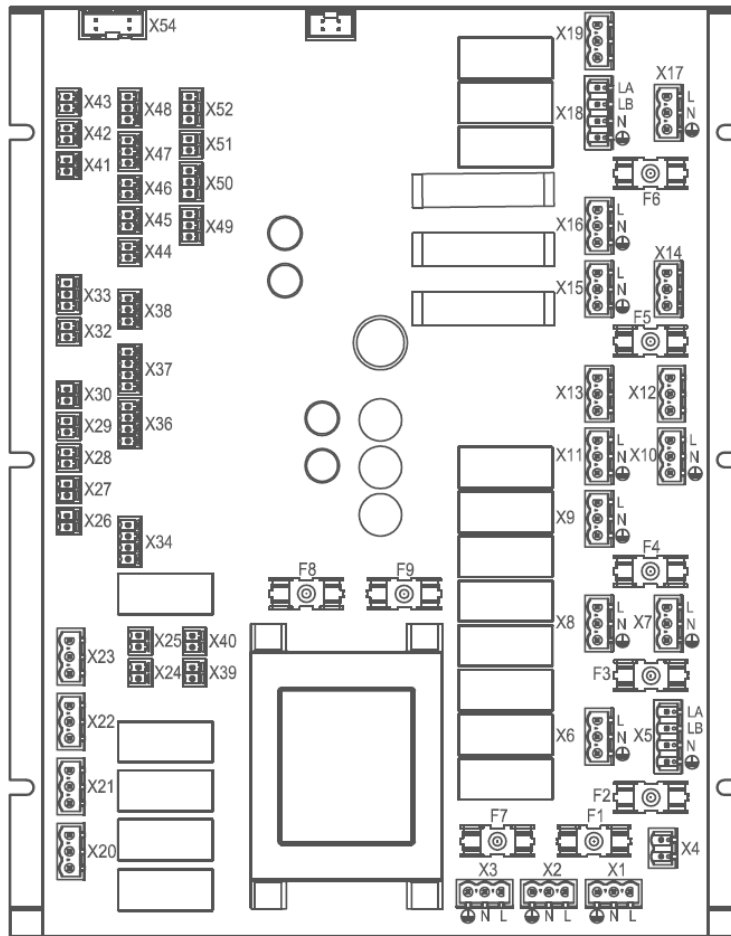 X54
X19
X43 X48 X52 LA X17
LB L
X18 N N
X42 X47 X51
X41 X46 X50
F6
X45 X49 X16 L
N
X44 X14
X33 X38 X15 L
N
X32 F5
X37
X30 X13 X12
X29 X36
X28 X11 L X10 L
N N
X27
X26 X9 L
N
X34
F8 F9 F4
X23 X25 X40 X8 L X7 L
N N
X24 X39 F3
X22 X6 L X5 LA
N LB
N
X21
F2
F7 F1
X20 X4
X3 X2 X1
N L N L N L